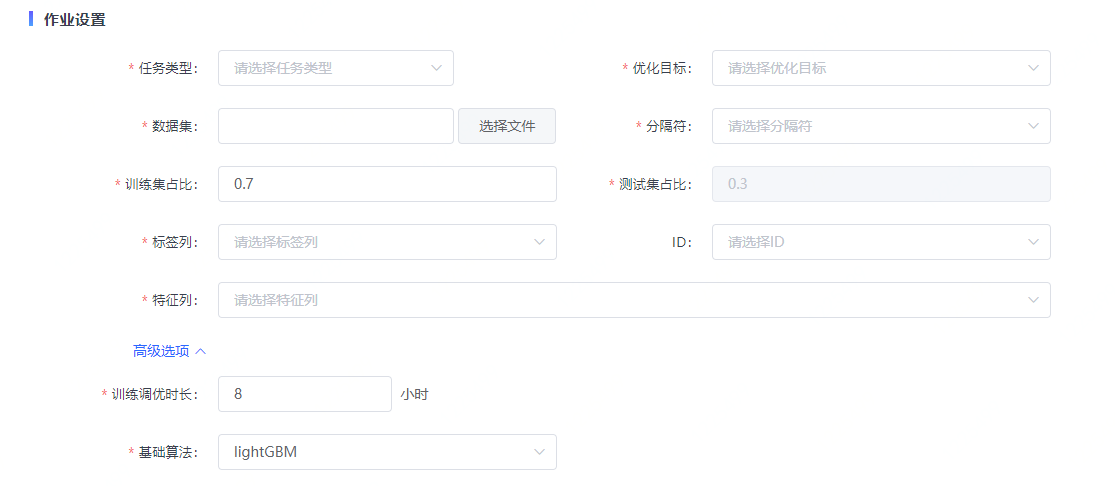 作业设置
* 任务类型: 请选择任务类型 * 优化目标: 请选择优化目标
* 数据集: 选择文件 * 分隔符: 请选择分隔符
* 训练集占比: 0.7 * 测试集占比: 0.3
* 标签列: 请选择标签列 ID: 请选择ID
* 特征列: 请选择特征列
高级选项
* 训练调优时长: 8 小时
* 基础算法: lightGBM